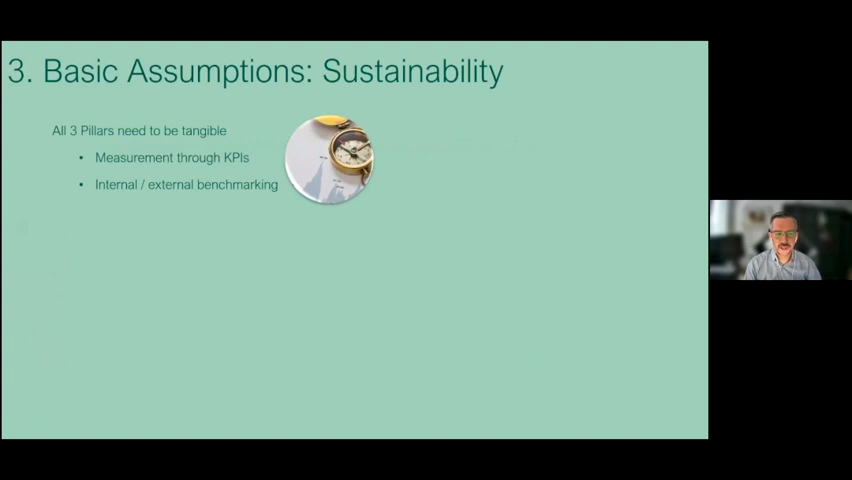 3. Basic Assumptions: Sustainability
All 3 Pillars need to be tangible
• Measurement through KPIs
• Internal / external benchmarking